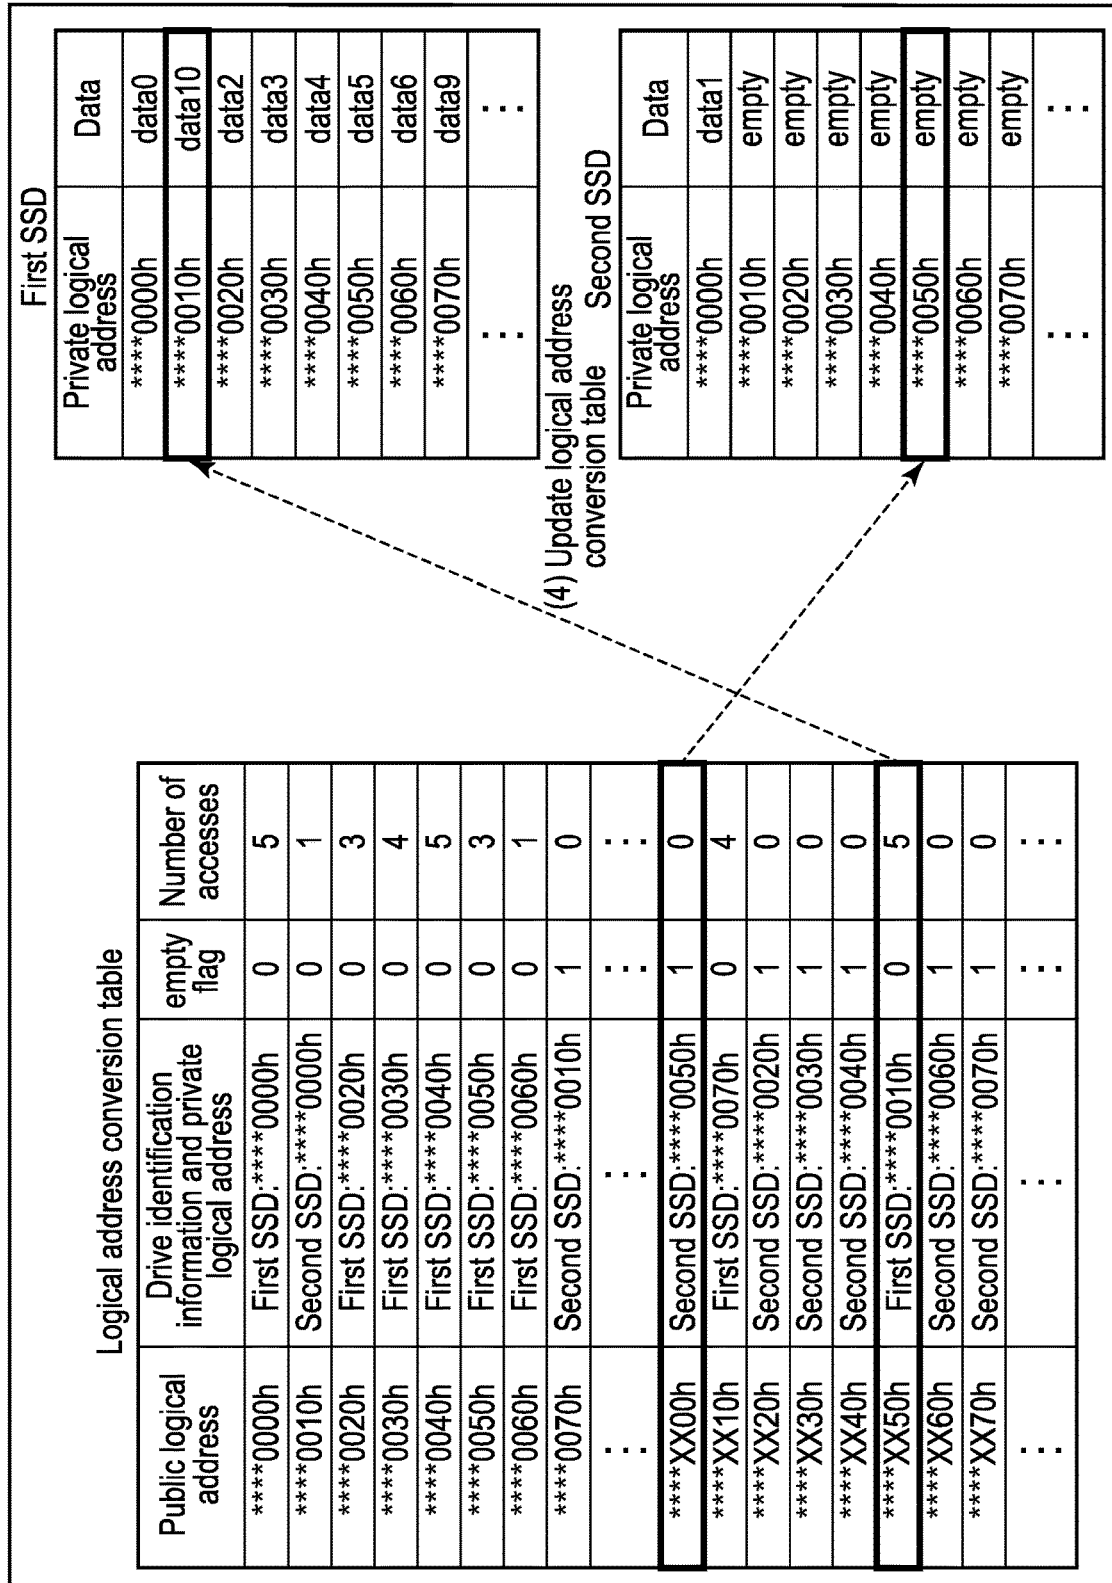 Logical address conversion table
Public logical address | Drive identification information and private logical address | empty flag | Number of accesses
****0000h | First SSD:****0000h | 0 | 5
****0010h | Second SSD:****0000h | 0 | 1
****0020h | First SSD:****0020h | 0 | 3
****0030h | First SSD:****0030h | 0 | 4
****0040h | First SSD:****0040h | 0 | 5
****0050h | First SSD:****0050h | 0 | 3
****0060h | First SSD:****0060h | 0 | 1
****0070h | Second SSD:****0010h | 1 | 0
... | ... | ... | ...
****XX00h | Second SSD:****0050h | 1 | 0
****XX10h | First SSD:****0070h | 0 | 4
****XX20h | Second SSD:****0020h | 1 | 0
****XX30h | Second SSD:****0030h | 1 | 0
****XX40h | Second SSD:****0040h | 1 | 0
****XX50h | First SSD:****0010h | 0 | 5
****XX60h | Second SSD:****0060h | 1 | 0
****XX70h | Second SSD:****0070h | 1 | 0
... | ... | ... | ...
(4) Update logical address
conversion table
First SSD
Private logical address | Data
****0000h | data0
****0010h | data10
****0020h | data2
****0030h | data3
****0040h | data4
****0050h | data5
****0060h | data6
****0070h | data9
... | ...
Second SSD
Private logical address | Data
****0000h | data1
****0010h | empty
****0020h | empty
****0030h | empty
****0040h | empty
****0050h | empty
****0060h | empty
****0070h | empty
... | ...